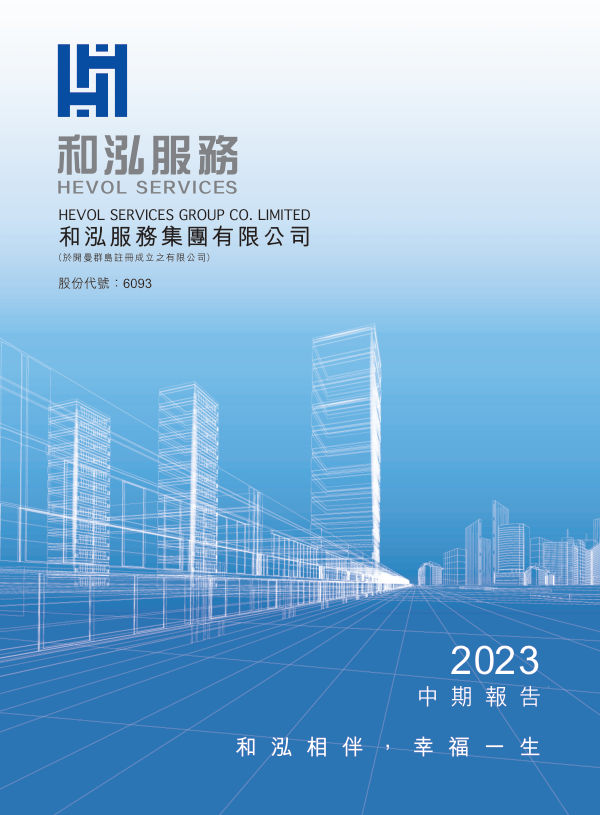 和泓服務
HEVOL SERVICES
HEVOL SERVICES GROUP CO. LIMITED
和泓服務集團有限公司
(於開曼群島註冊成立之有限公司)
股份代號：6093
2023
中期報告
和泓相伴，幸福一生